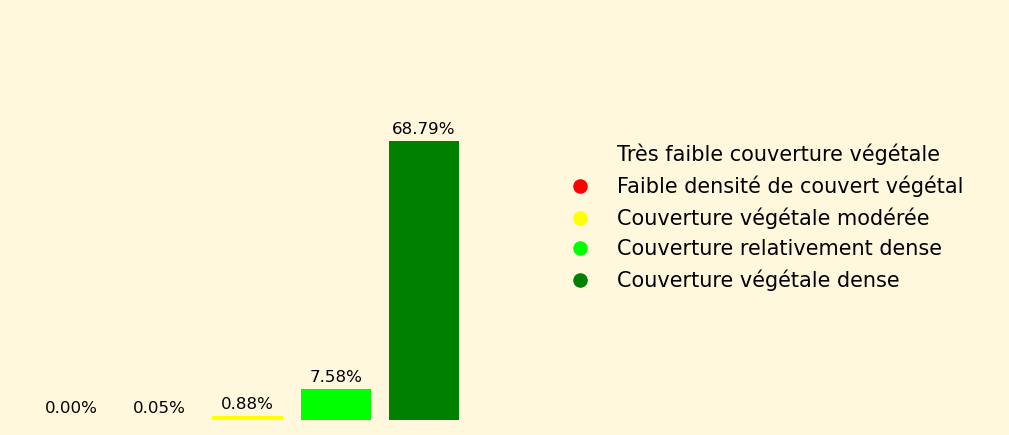 68.79%
7.58%
0.88%
0.05%
0.00%
Très faible couverture végétale
Faible densité de couvert végétal
Couverture végétale modérée
Couverture relativement dense
Couverture végétale dense